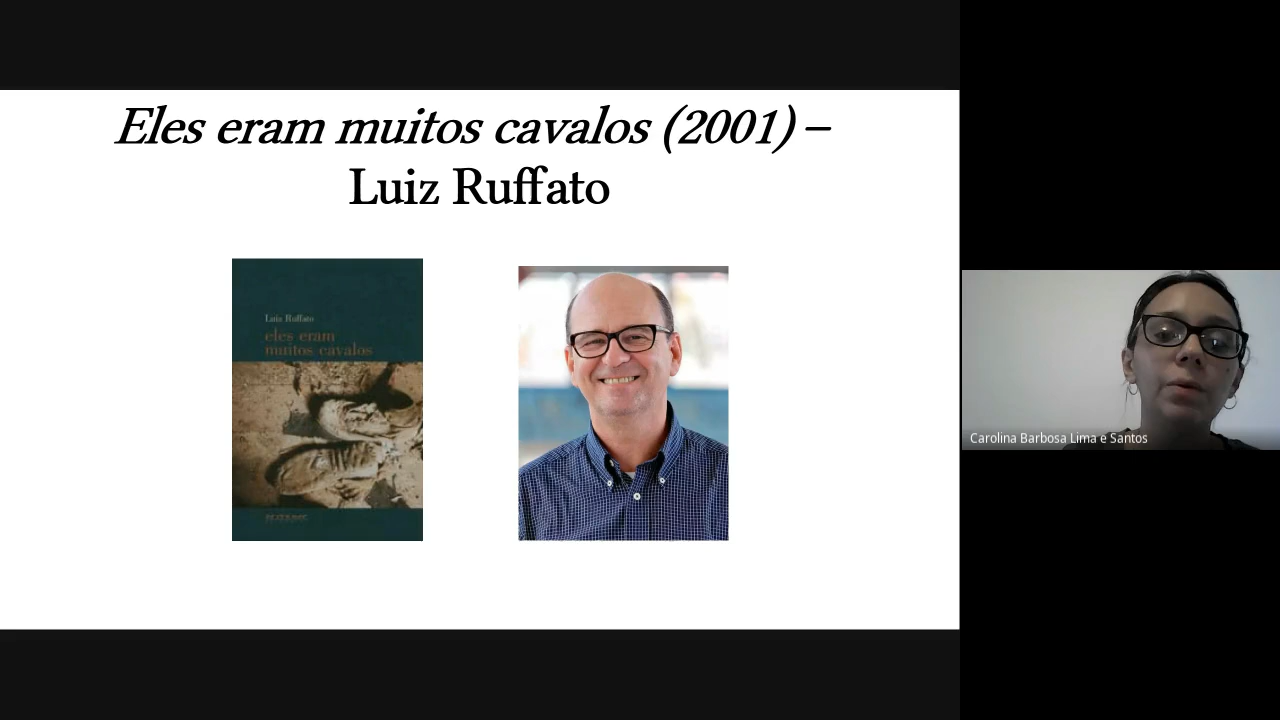 Eles eram muitos cavalos (2001) –
Luiz Ruffato
Luiz Ruffato
eles eram
muitos cavalos
Carolina Barbosa Lima e Santos